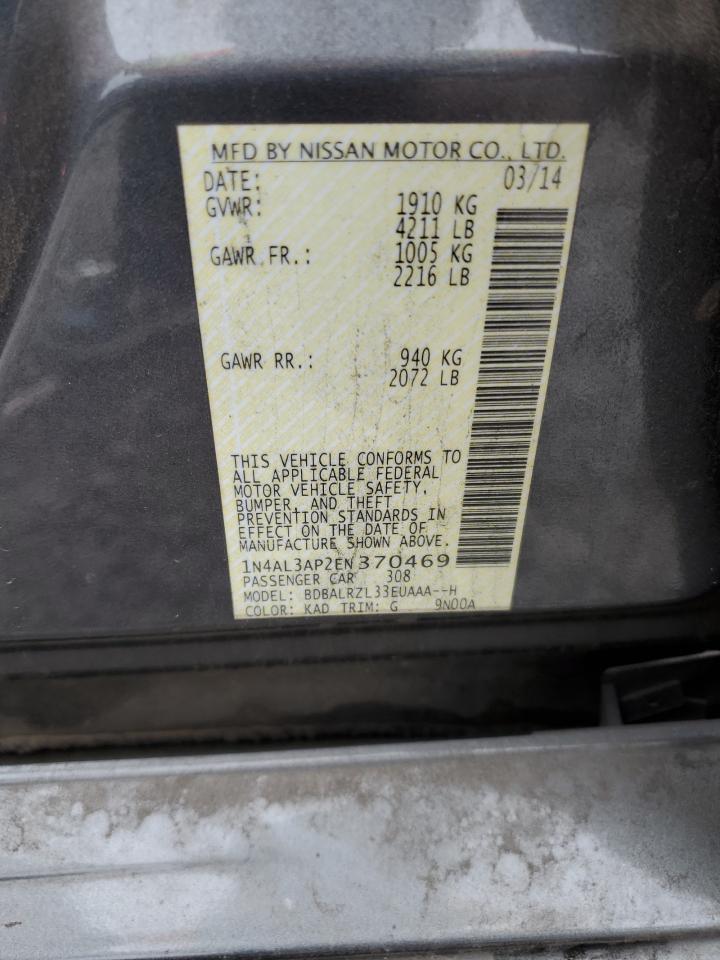 MFD BY NISSAN MOTOR CO., LTD.
DATE: 03/14
GVWR: 1910 KG
4211 LB
GAWR FR.: 1005 KG
2216 LB
GAWR RR.: 940 KG
2072 LB
THIS VEHICLE CONFORMS TO
ALL APPLICABLE FEDERAL
MOTOR VEHICLE SAFETY,
BUMPER, AND THEFT
PREVENTION STANDARDS IN
EFFECT ON THE DATE OF
MANUFACTURE SHOWN ABOVE.
1N4AL3AP2EN370469
PASSENGER CAR 308
MODEL: BDBALRZL33EUAAA--H
COLOR: KAD TRIM: G 9N00A